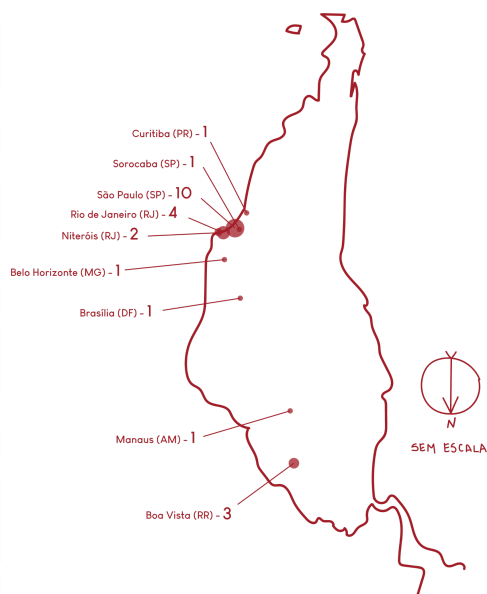 Curitiba (PR) - 1
Sorocaba (SP) - 1
São Paulo (SP) - 10
Rio de Janeiro (RJ) - 4
Niteróis (RJ) - 2
Belo Horizonte (MG) - 1
Brasília (DF) - 1
N
SEM ESCALA
Manaus (AM) - 1
Boa Vista (RR) - 3